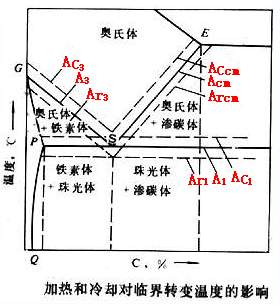 奥氏体
E
G
AC3
A3
Ar3
ACcm
Acm
Arcm
奥氏体
+铁素体
S
奥氏体
+渗碳体
P
铁素体
+珠光体
珠光体
+渗碳体
Ar1 A1 AC1
温度，℃
Q
C，%
加热和冷却对临界转变温度的影响